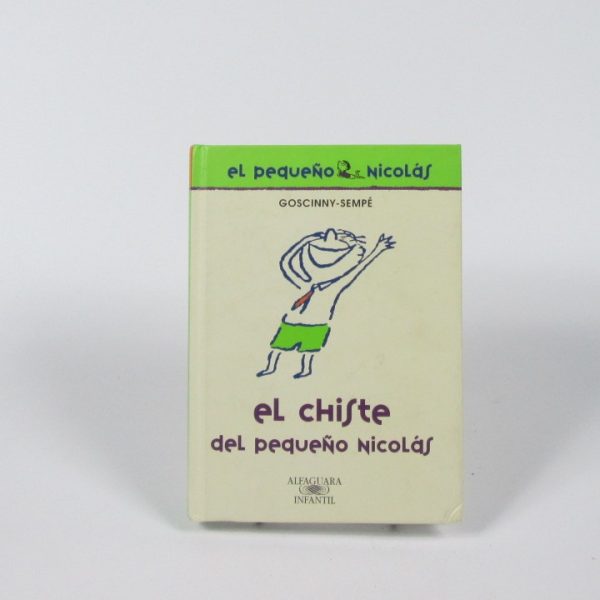 el pequeño Nicolás
GOSCINNY-SEMPÉ
el chiste
del pequeño Nicolás
ALFAGUARA
INFANTIL